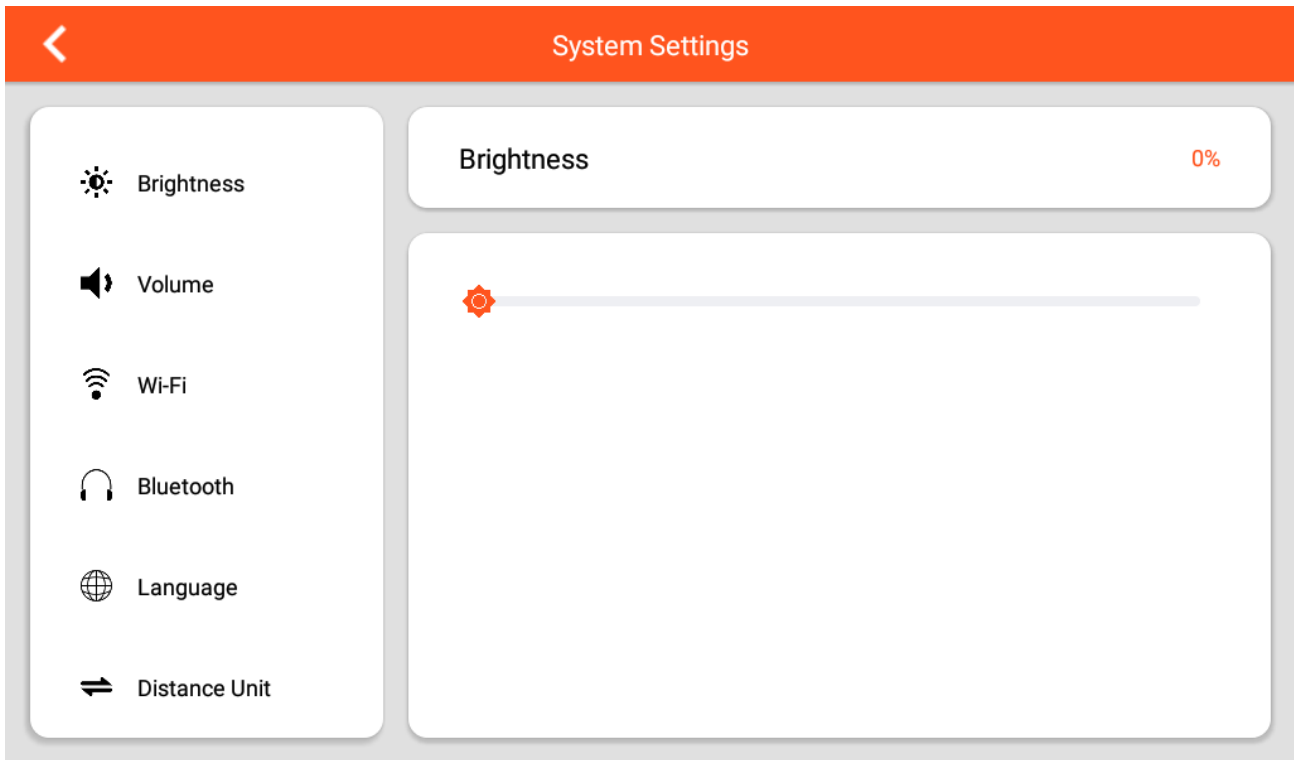 System Settings
Brightness
Volume
Wi-Fi
Bluetooth
Language
Distance Unit
Brightness 0%